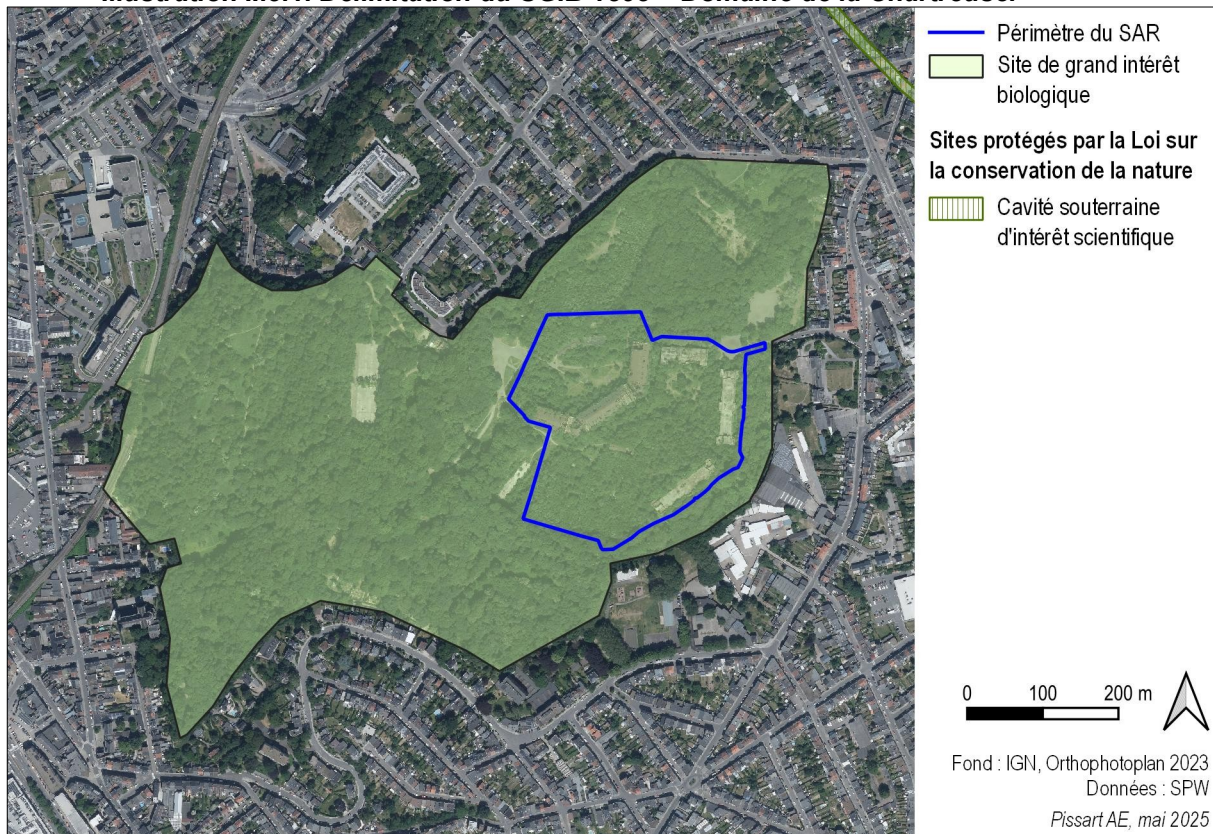 Périmètre du SAR
Site de grand intérêt
biologique
Sites protégés par la Loi sur
la conservation de la nature
Cavité souterraine
d'intérêt scientifique
0 100 200 m
Fond : IGN, Orthophotoplan 2023
Données : SPW
Pissart AE, mai 2025